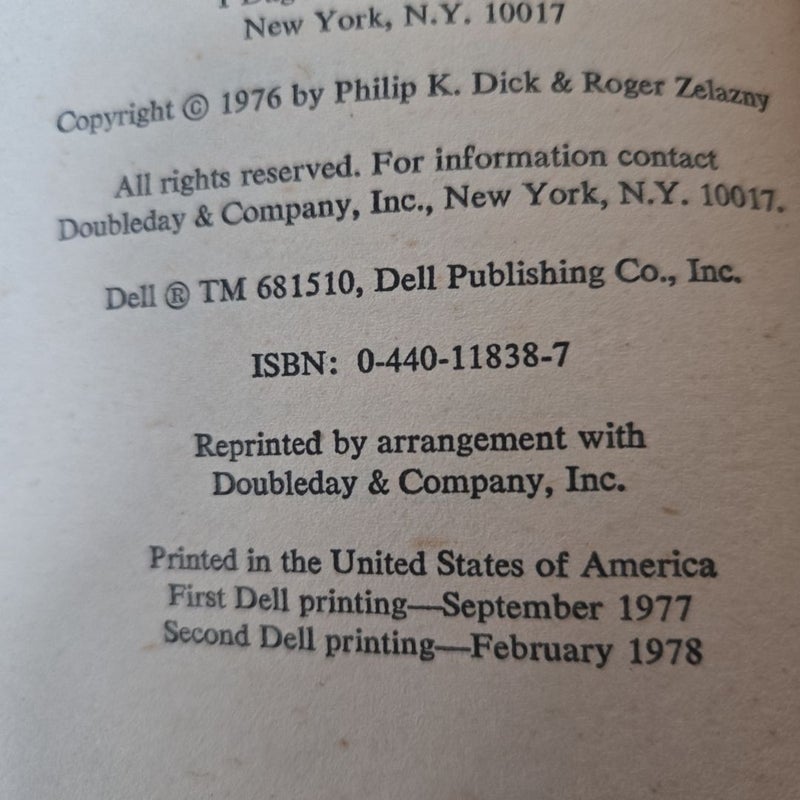 New York, N.Y. 10017
Copyright © 1976 by Philip K. Dick & Roger Zelazny
All rights reserved. For information contact
Doubleday & Company, Inc., New York, N.Y. 10017.
Dell ® TM 681510, Dell Publishing Co., Inc.
ISBN: 0-440-11838-7
Reprinted by arrangement with
Doubleday & Company, Inc.
Printed in the United States of America
First Dell printing—September 1977
Second Dell printing—February 1978